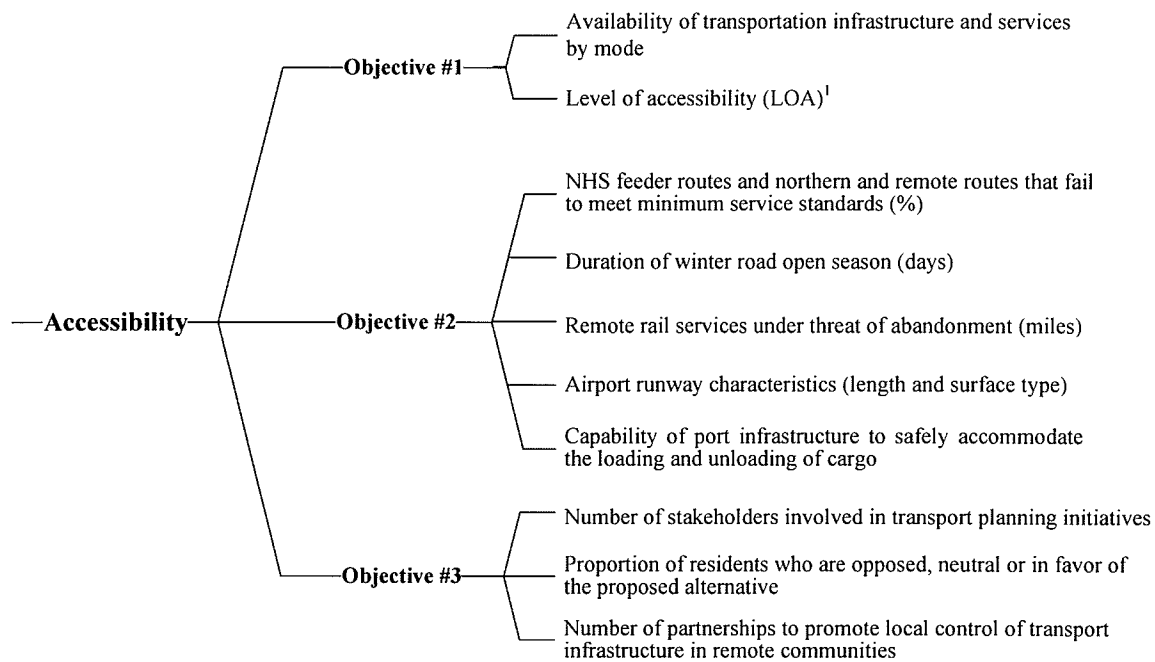 Availability of transportation infrastructure and services
by mode
Objective #1
Level of accessibility (LOA)¹
NHS feeder routes and northern and remote routes that fail
to meet minimum service standards (%)
Duration of winter road open season (days)
Accessibility
Objective #2
Remote rail services under threat of abandonment (miles)
Airport runway characteristics (length and surface type)
Capability of port infrastructure to safely accommodate
the loading and unloading of cargo
Number of stakeholders involved in transport planning initiatives
Objective #3
Proportion of residents who are opposed, neutral or in favor of
the proposed alternative
Number of partnerships to promote local control of transport
infrastructure in remote communities